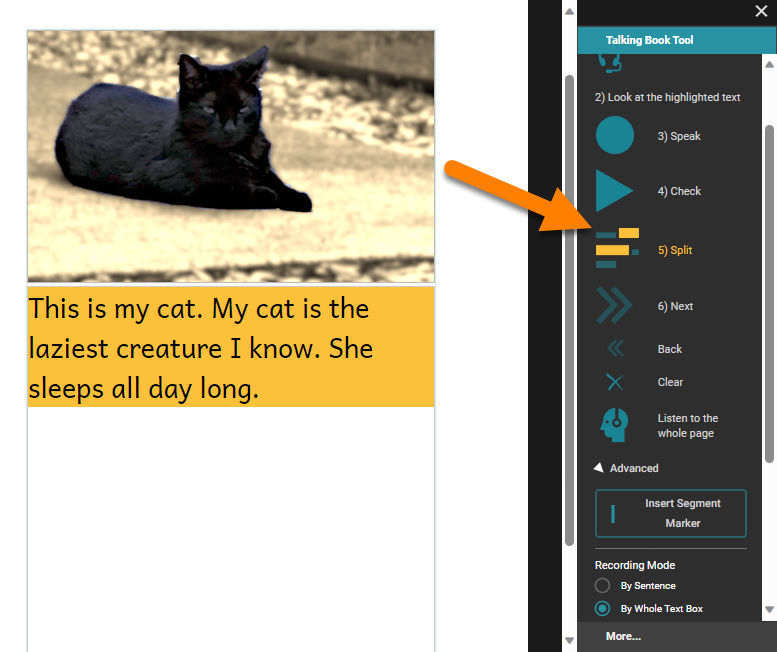 This is my cat. My cat is the
laziest creature I know. She
sleeps all day long.
Talking Book Tool
2) Look at the highlighted text
3) Speak
4) Check
5) Split
6) Next
Back
Clear
Listen to the
whole page
Advanced
Insert Segment
Marker
Recording Mode
By Sentence
By Whole Text Box
More...